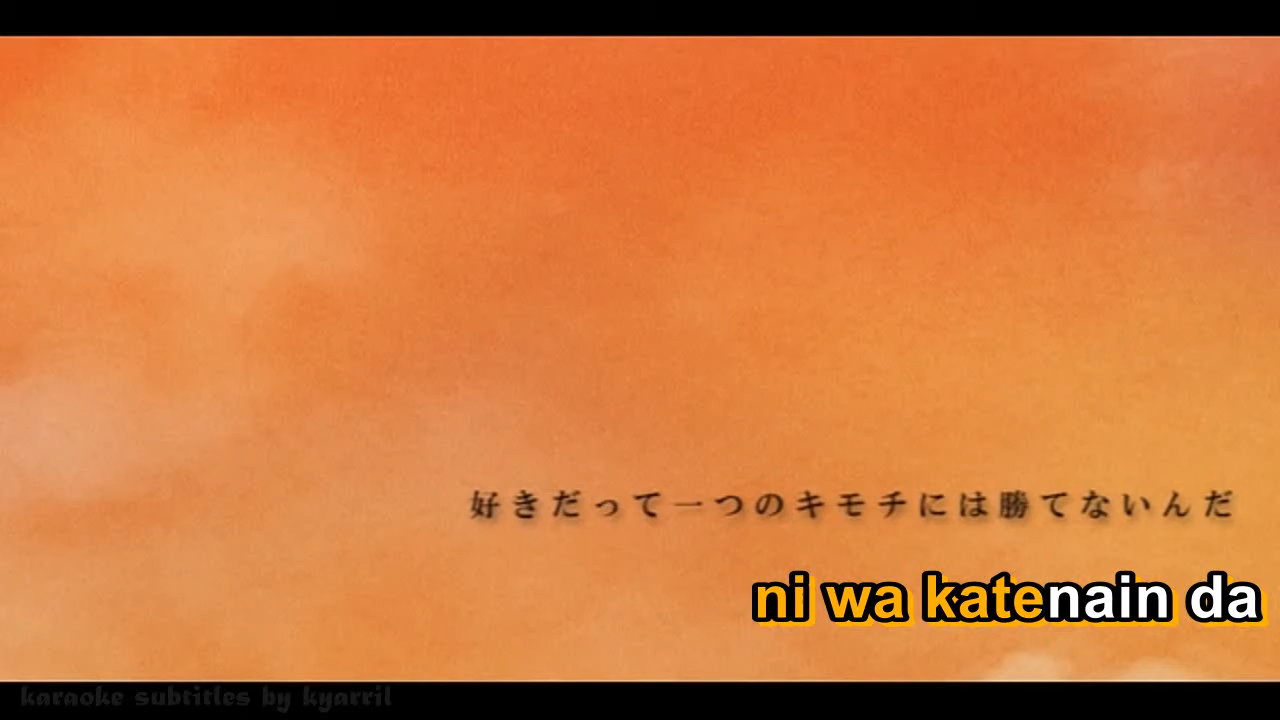 好きだって一つのキモチには勝てないんだ
ni wa katenain da
karaoke subtitles by kyarril